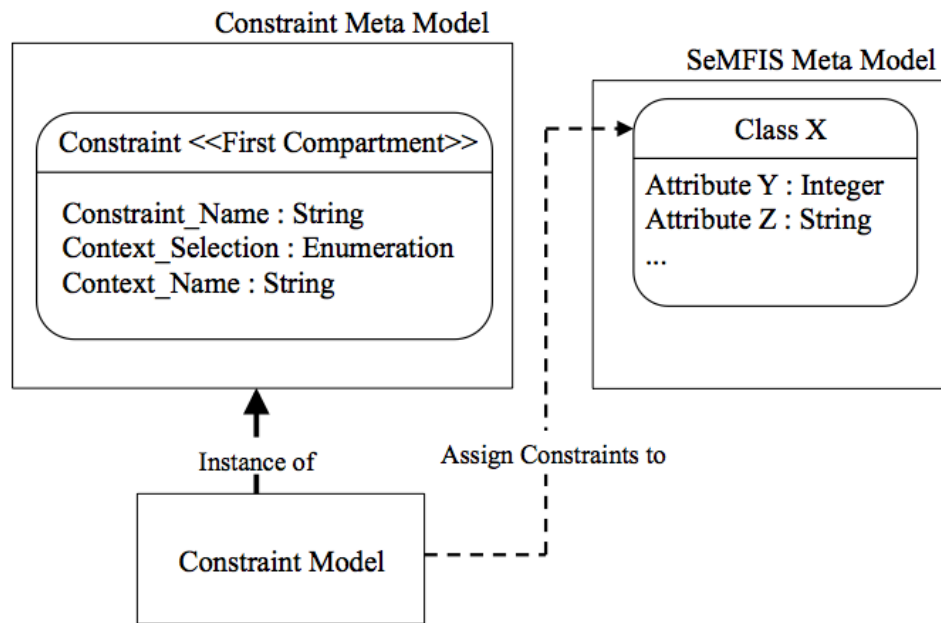 Constraint Meta Model
Constraint <<First Compartment>>
Constraint_Name : String
Context_Selection : Enumeration
Context_Name : String
SeMFIS Meta Model
Class X
Attribute Y : Integer
Attribute Z : String
...
Instance of
Assign Constraints to
Constraint Model